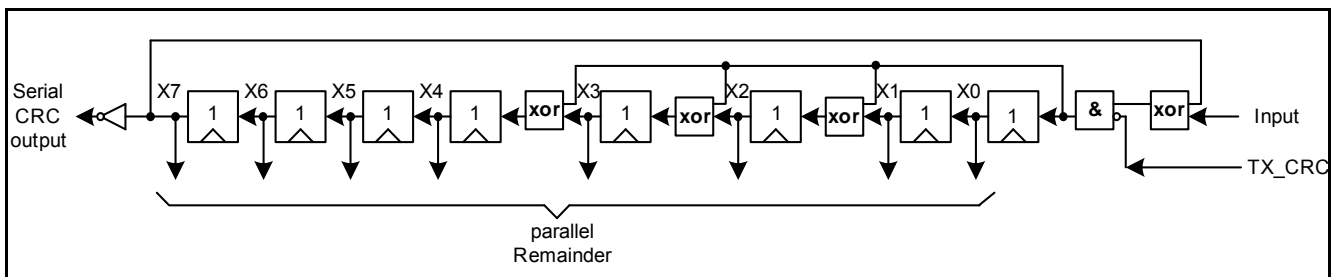 Serial
CRC
output
X7
1
X6
1
X5
1
X4
1
xor
X3
1
xor
X2
1
xor
X1
1
X0
1
&
xor
Input
TX_CRC
parallel
Remainder